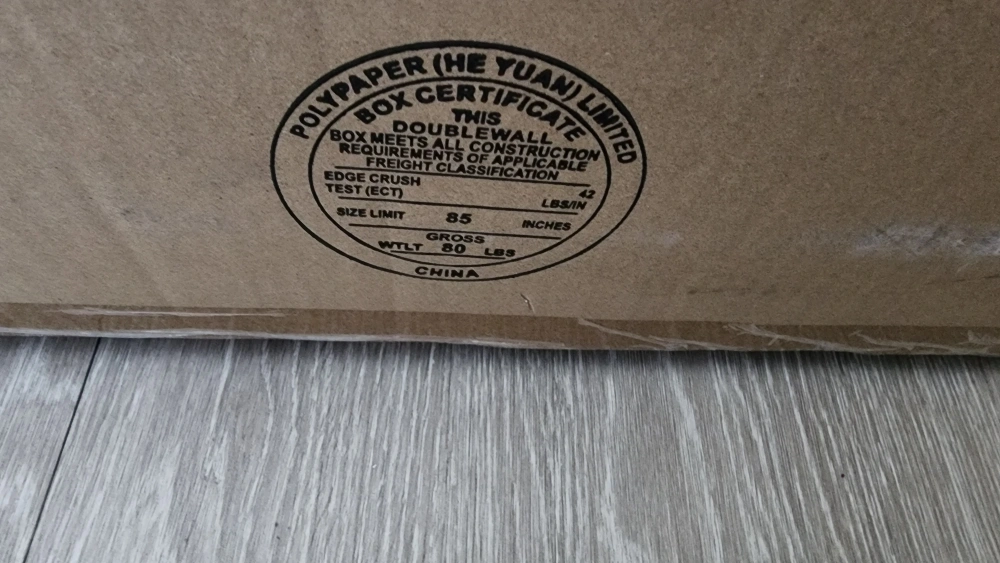 POLYPAPER (HE YUAN) LIMITED
BOX CERTIFICATE
THIS
DOUBLEWALL
BOX MEETS ALL CONSTRUCTION
REQUIREMENTS OF APPLICABLE
FREIGHT CLASSIFICATION
EDGE CRUSH 42
TEST (ECT) LBS/IN
SIZE LIMIT 85 INCHES
GROSS
WTLT 80 LBS
CHINA